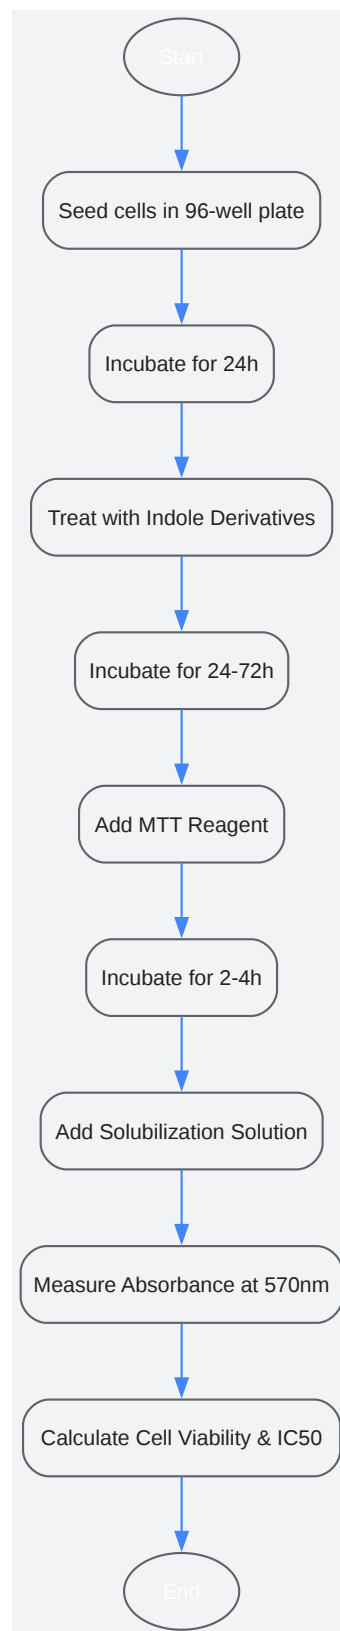 Start
Seed cells in 96-well plate
Incubate for 24h
Treat with Indole Derivatives
Incubate for 24-72h
Add MTT Reagent
Incubate for 2-4h
Add Solubilization Solution
Measure Absorbance at 570nm
Calculate Cell Viability & IC50
End